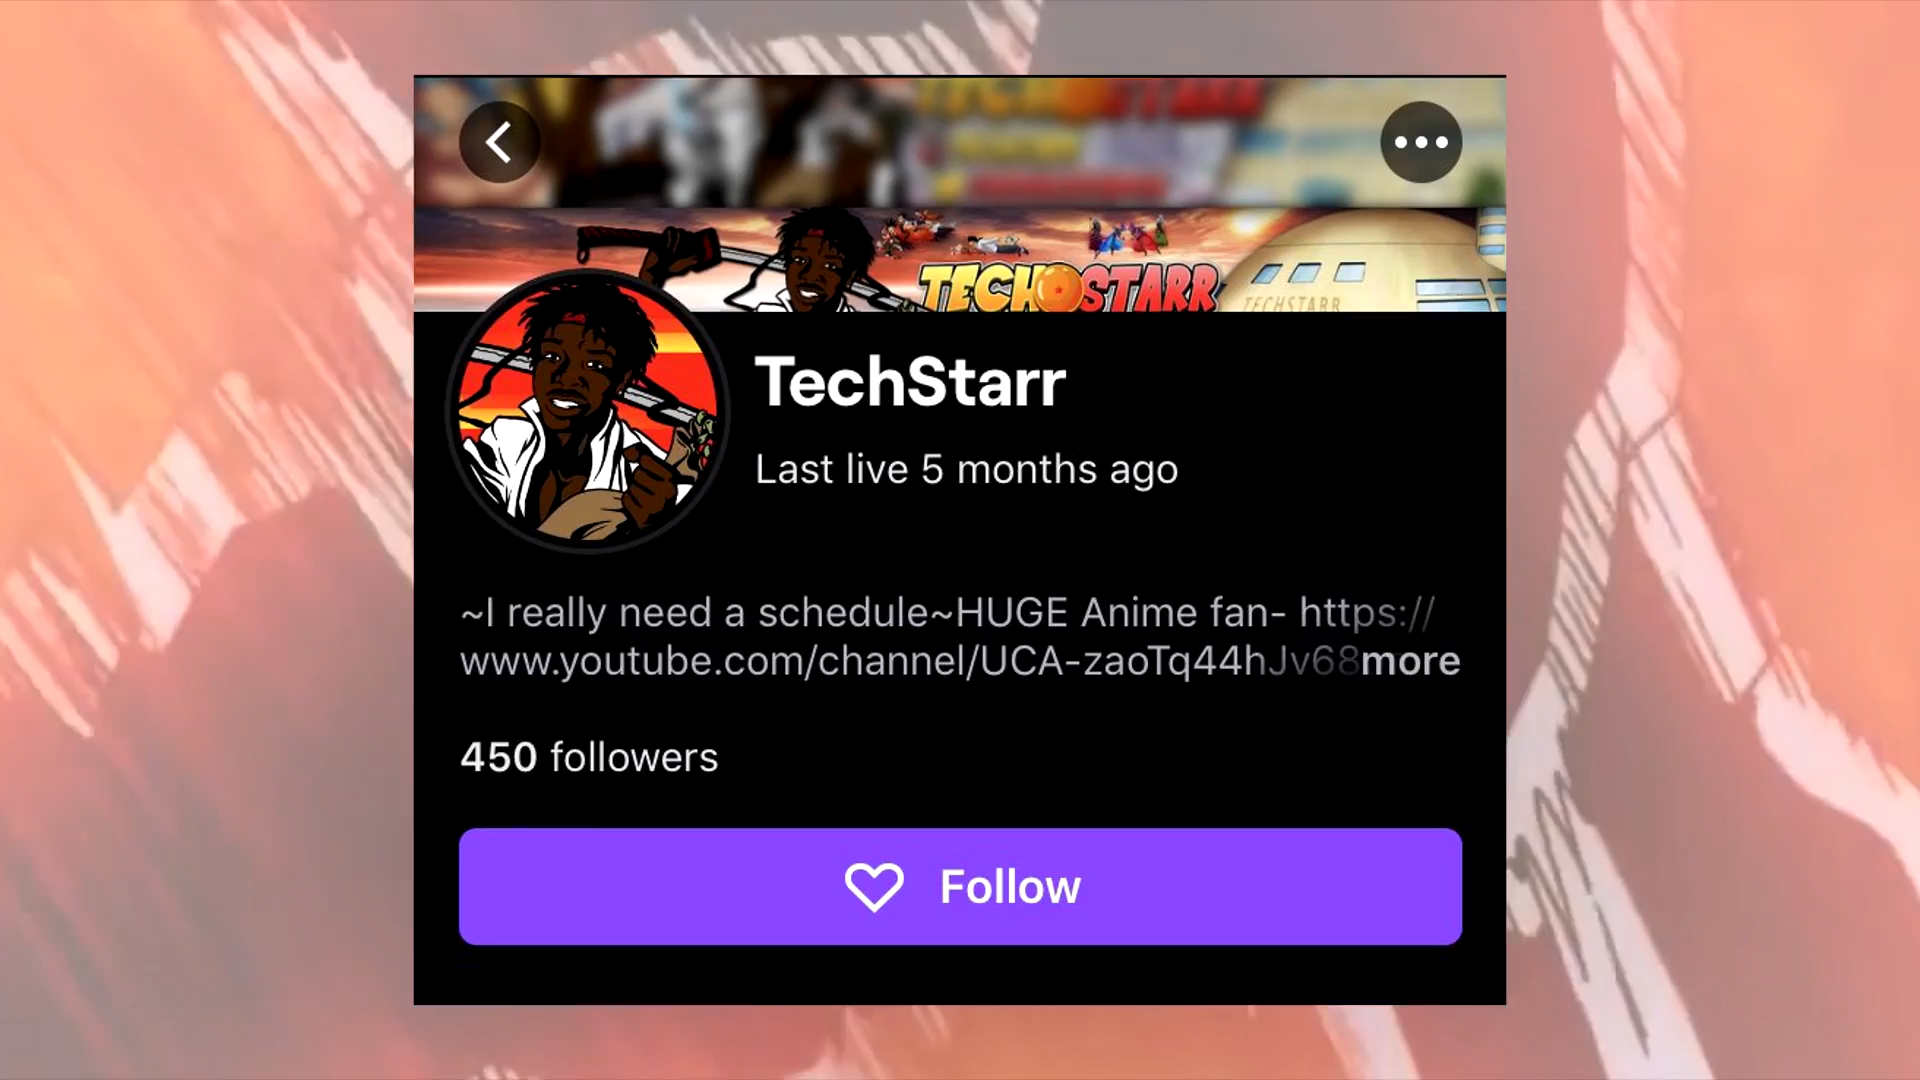 TECHSTARR
TECHSTARR
TechStarr
Last live 5 months ago
~I really need a schedule~HUGE Anime fan- https://
www.youtube.com/channel/UCA-zaoTq44hJv68more
450 followers
Follow